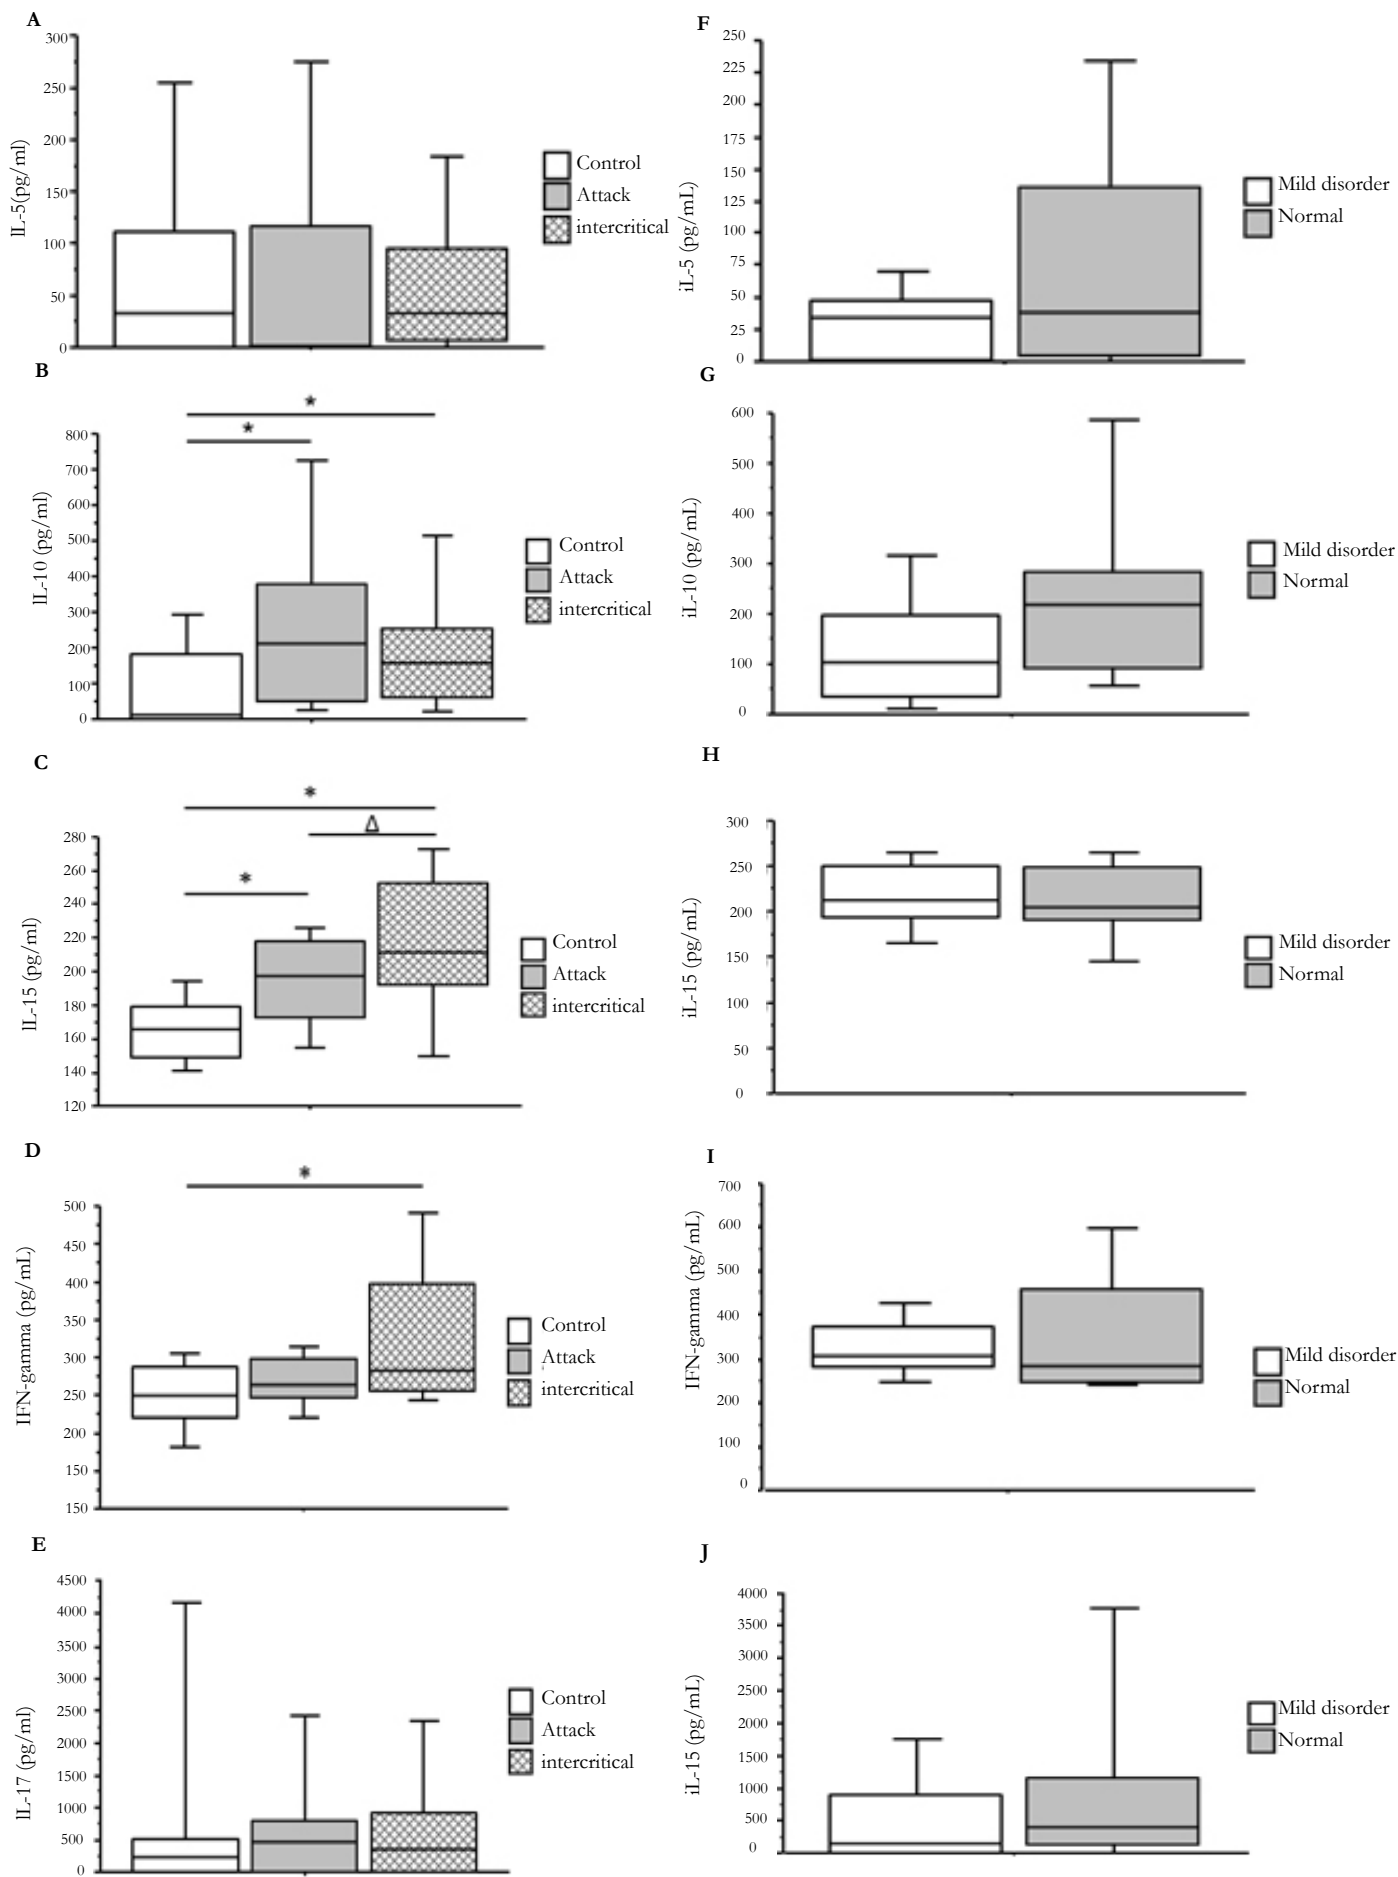 A
300
250
200
150
100
50
0
lL-5(pg/ml)
Control
Attack
intercritical
F
250
225
200
175
150
125
100
75
50
25
0
iL-5 (pg/mL)
Mild disorder
Normal
B
*
*
800
700
600
500
400
300
200
100
0
lL-10 (pg/ml)
Control
Attack
intercritical
G
600
500
400
300
200
100
0
iL-10 (pg/mL)
Mild disorder
Normal
C
*
Δ
*
280
260
240
220
200
180
160
140
120
lL-15 (pg/ml)
Control
Attack
intercritical
H
300
250
200
150
100
50
0
iL-15 (pg/mL)
Mild disorder
Normal
D
*
500
450
400
350
300
250
200
150
150
IFN-gamma (pg/mL)
Control
Attack
intercritical
I
700
600
500
400
300
200
100
0
IFN-gamma (pg/mL)
Mild disorder
Normal
E
4500
4000
3500
3000
2500
2000
1500
1000
500
0
lL-17 (pg/ml)
Control
Attack
intercritical
J
4000
3500
3000
2500
2000
1500
1000
500
0
iL-15 (pg/mL)
Mild disorder
Normal